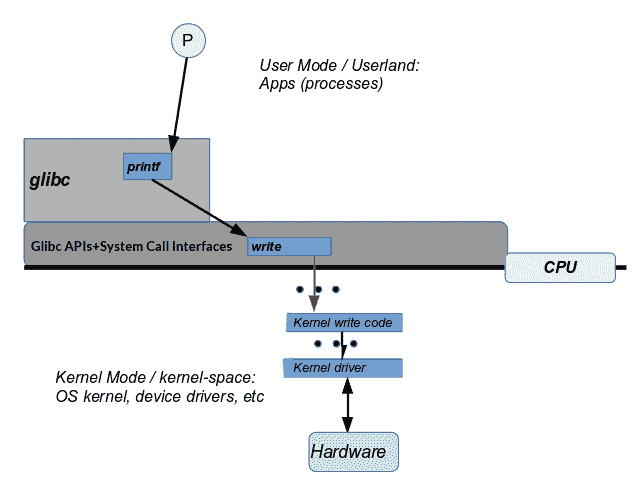 P
User Mode / Userland:
Apps (processes)
printf
glibc
Glibc APIs+System Call Interfaces
write
CPU
Kernel write code
Kernel driver
Kernel Mode / kernel-space:
OS kernel, device drivers, etc
Hardware